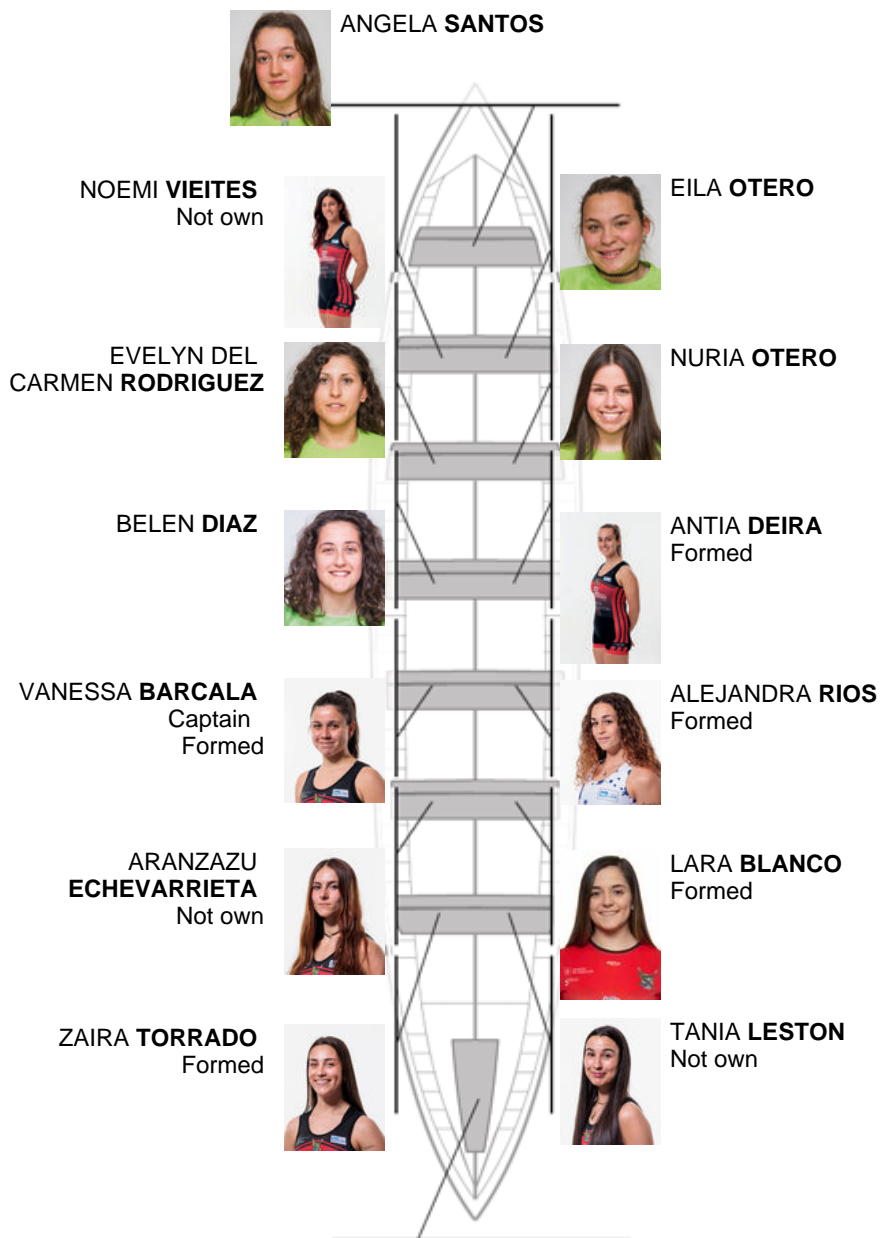 ANGELA SANTOS
NOEMI VIEITES
Not own
EILA OTERO
EVELYN DEL
CARMEN RODRIGUEZ
NURIA OTERO
BELEN DIAZ
ANTIA DEIRA
Formed
VANESSA BARCALA
Captain
Formed
ALEJANDRA RIOS
Formed
ARANZAZU
ECHEVARRIETA
Not own
LARA BLANCO
Formed
ZAIRA TORRADO
Formed
TANIA LESTON
Not own